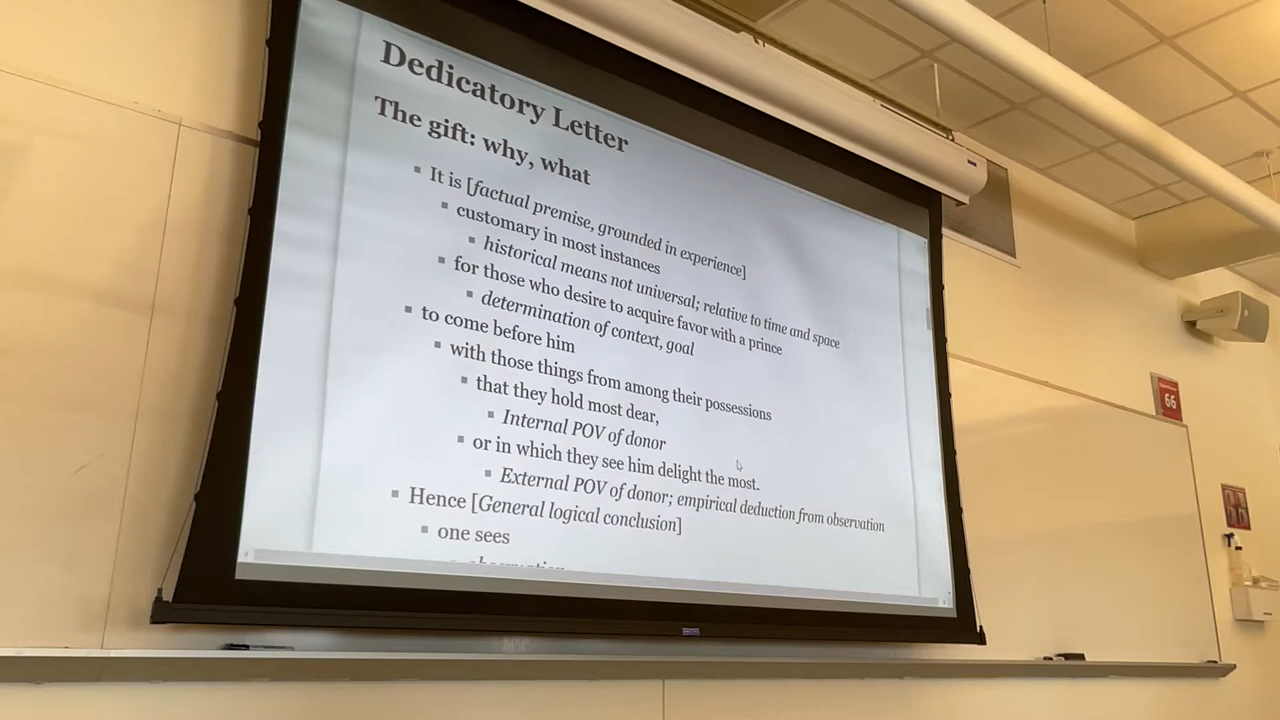 Dedicatory Letter
The gift: why, what
It is [factual premise, grounded in experience]
customary in most instances
historical means not universal; relative to time and space
for those who desire to acquire favor with a prince
determination of context, goal
to come before him
with those things from among their possessions
that they hold most dear,
Internal POV of donor
or in which they see him delight the most.
External POV of donor; empirical deduction from observation
Hence [General logical conclusion]
one sees
66